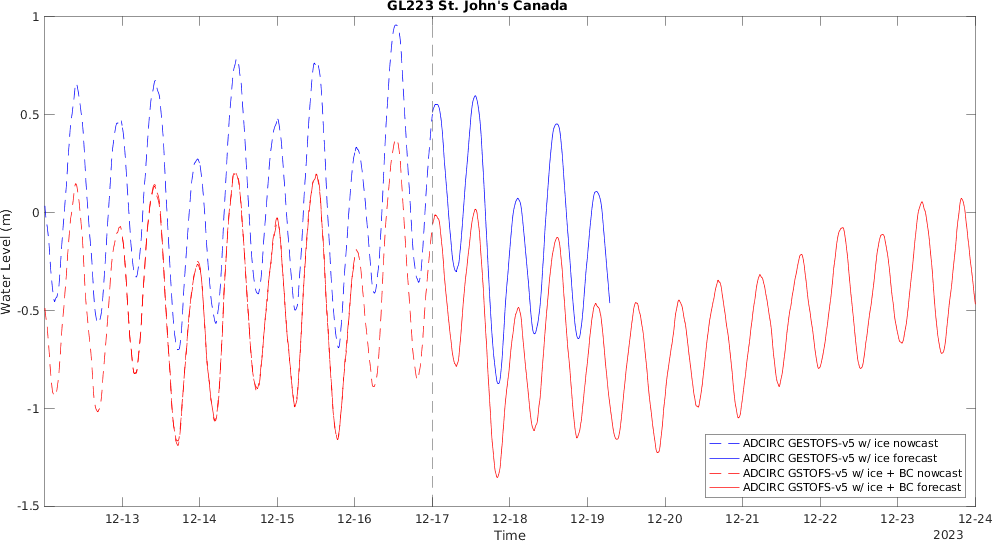 GL223 St. John's Canada
1
0.5
0
-0.5
-1
-1.5
Water Level (m)
ADCIRC GESTOFS-v5 w/ ice nowcast
ADCIRC GESTOFS-v5 w/ ice forecast
ADCIRC GSTOFS-v5 w/ ice + BC nowcast
ADCIRC GSTOFS-v5 w/ ice + BC forecast
12-13 12-14 12-15 12-16 12-17 12-18 12-19 12-20 12-21 12-22 12-23 12-24
Time
2023